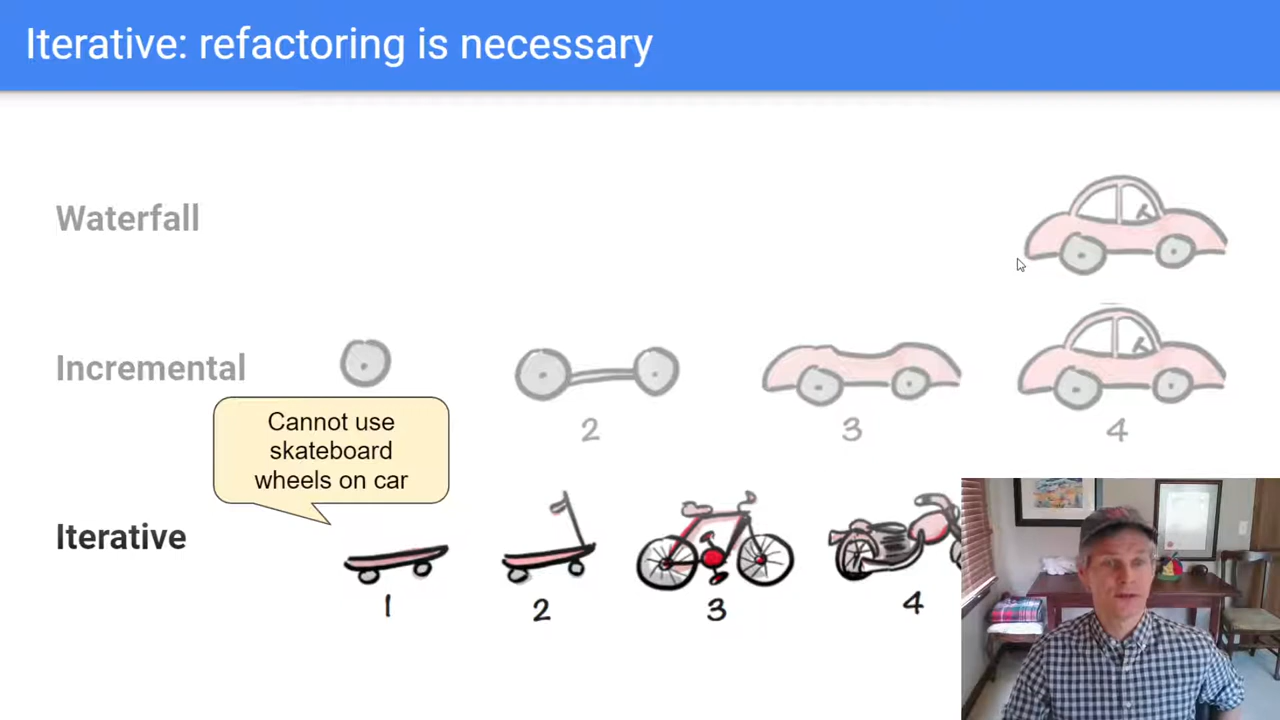 Iterative: refactoring is necessary
Waterfall
Incremental
2
3
4
Cannot use
skateboard
wheels on car
Iterative
1
2
3
4